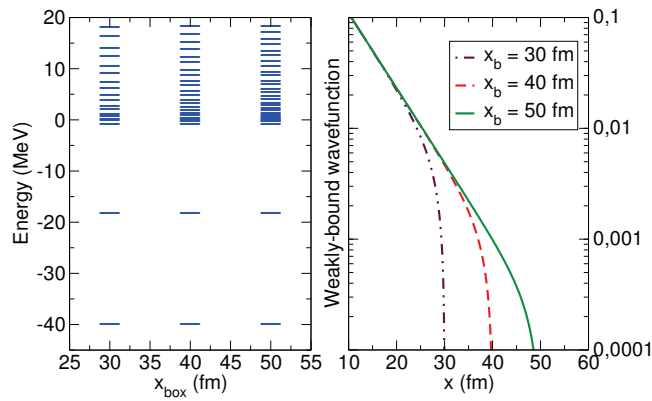 20
10
0
-10
-20
-30
-40
Energy (MeV)
25 30 35 40 45 50 55
x_box (fm)
x_b = 30 fm
x_b = 40 fm
x_b = 50 fm
Weakly-bound wavefunction
0,1
0,01
0,001
0,0001
10 20 30 40 50 60
x (fm)